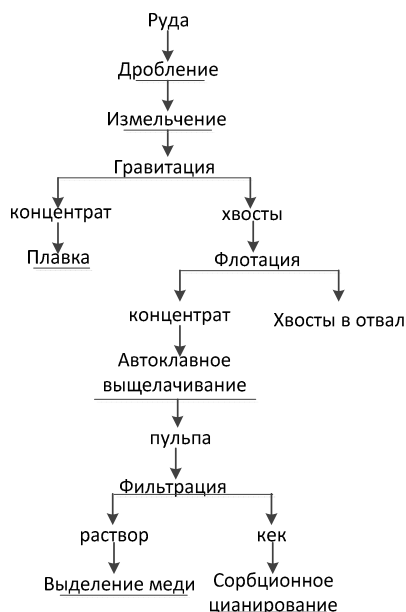 Руда
Дробление
Измельчение
Гравитация
концентрат
хвосты
Плавка
Флотация
концентрат
Хвосты в отвал
Автоклавное
выщелачивание
пульпа
Фильтрация
раствор
кек
Выделение меди
Сорбционное
цианирование